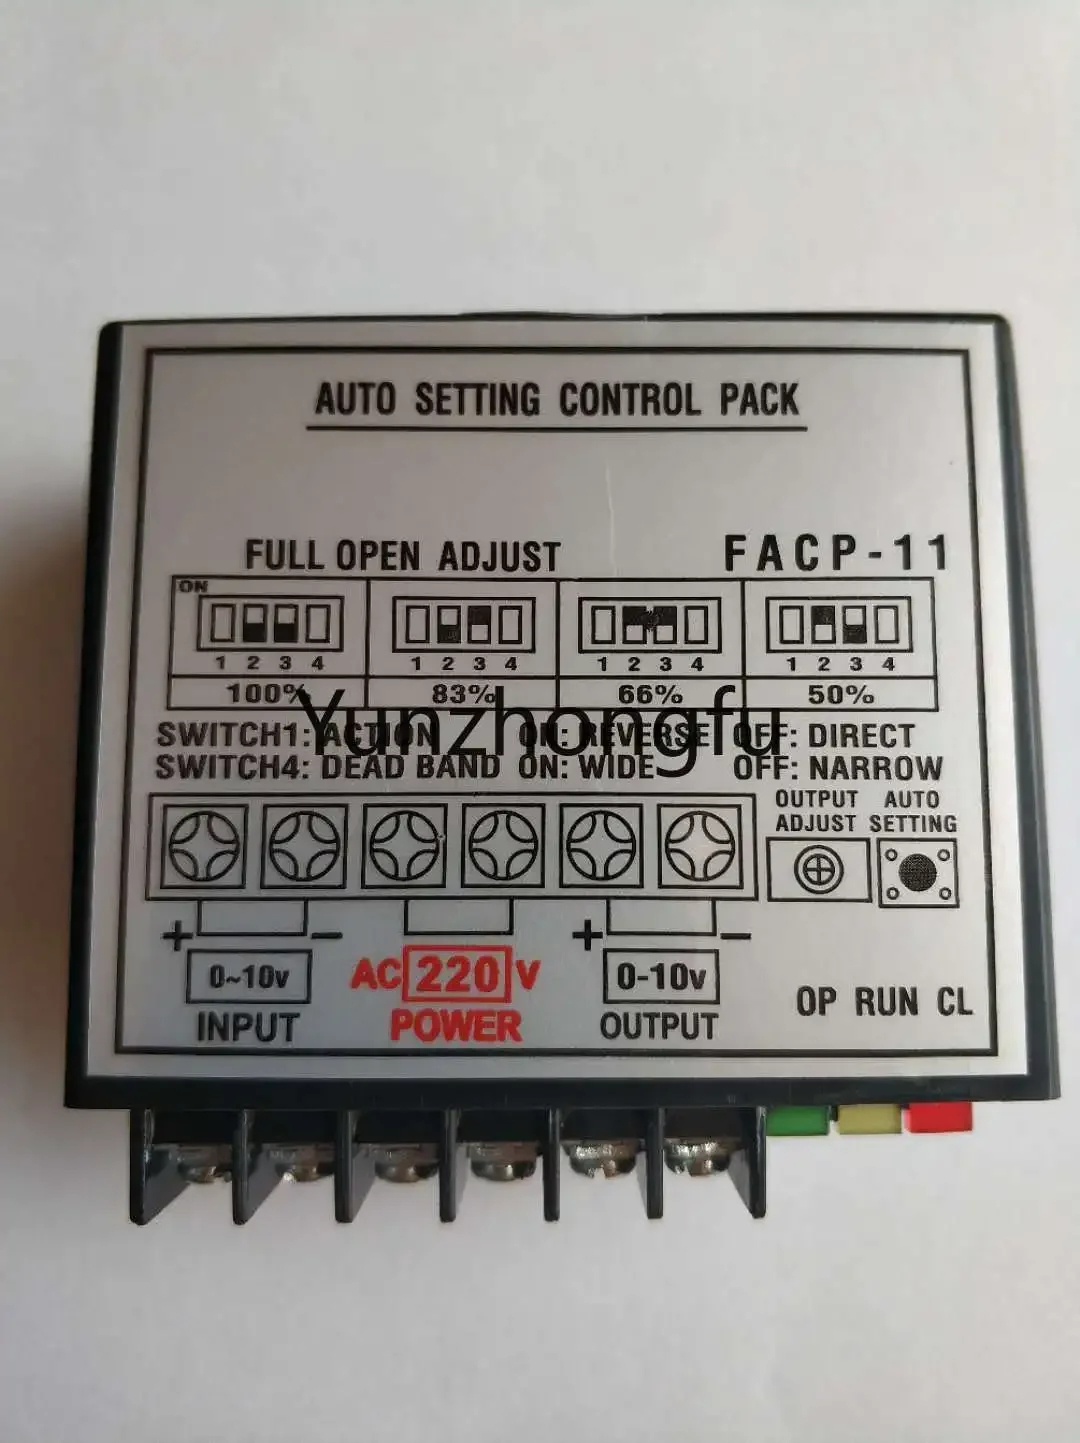 AUTO SETTING CONTROL PACK
FULL OPEN ADJUST
FACP-11
ON
1 2 3 4
1 2 3 4
1 2 3 4
1 2 3 4
100%
83%
66%
50%
Yunzhongfu
SWITCH1: ACTION ON: REVERSE OFF: DIRECT
SWITCH4: DEAD BAND ON: WIDE OFF: NARROW
OUTPUT ADJUST
AUTO SETTING
+ -
+ -
0~10v
INPUT
AC 220 V
POWER
0-10v
OUTPUT
OP RUN CL